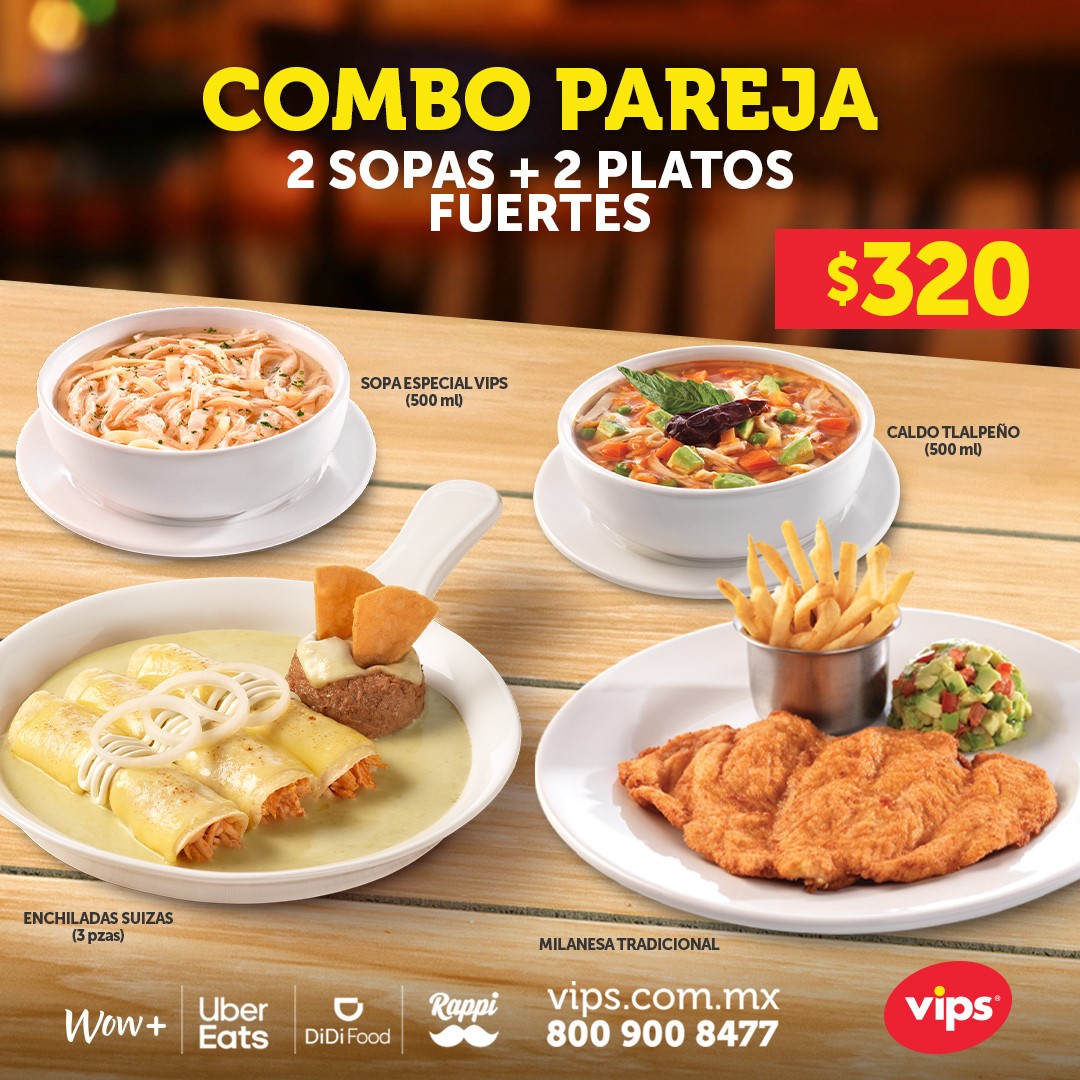 COMBO PAREJA
2 SOPAS + 2 PLATOS
FUERTES
$320
SOPA ESPECIAL VIPS
(500 ml)
CALDO TLALPEÑO
(500 ml)
ENCHILADAS SUIZAS
(3 pzas)
MILANESA TRADICIONAL
Wow+
Uber
Eats
DiDi Food
Rappi
vips.com.mx
800 900 8477
vips®